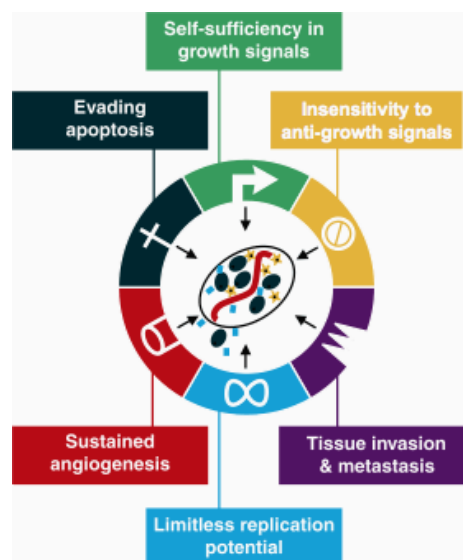 Self-sufficiency in
growth signals
Evading
apoptosis
Insensitivity to
anti-growth signals
Sustained
angiogenesis
Tissue invasion
& metastasis
Limitless replication
potential